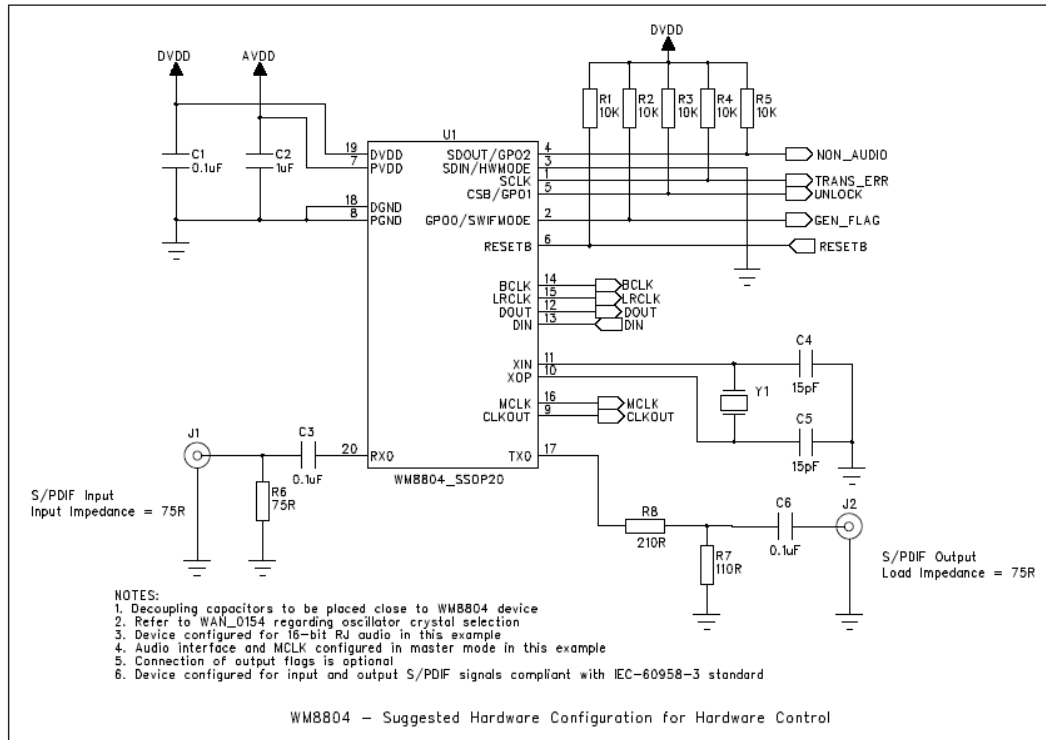 DVDD
AVDD
DVDD
R1
10K
R2
10K
R3
10K
R4
10K
R5
10K
C1
0.1uF
C2
1uF
U1
19
DVDD
7
PVDD
18
DGND
8
PGND
SDOUT/GPO2
4
NON_AUDIO
SDIN/HWMODE
3
SCLK
1
TRANS_ERR
CSB/GPO1
5
UNLOCK
GPO0/SWIFMODE
2
GEN_FLAG
RESETB
6
RESETB
BCLK
14
BCLK
LRCLK
15
LRCLK
DOUT
12
DOUT
DIN
13
DIN
XIN
11
XOP
10
C4
15pF
Y1
C5
15pF
MCLK
16
MCLK
CLKOUT
9
CLKOUT
J1
C3
0.1uF
20
RX0
TX0
17
WM8804_SSOP20
R6
75R
S/PDIF Input
Input Impedance = 75R
R8
210R
R7
110R
C6
0.1uF
J2
S/PDIF Output
Load Impedance = 75R
NOTES:
1. Decoupling capacitors to be placed close to WM8804 device
2. Refer to WAN_0154 regarding oscillator crystal selection
3. Device configured for 16-bit RJ audio in this example
4. Audio interface and MCLK configured in master mode in this example
5. Connection of output flags is optional
6. Device configured for input and output S/PDIF signals compliant with IEC-60958-3 standard
WM8804 - Suggested Hardware Configuration for Hardware Control